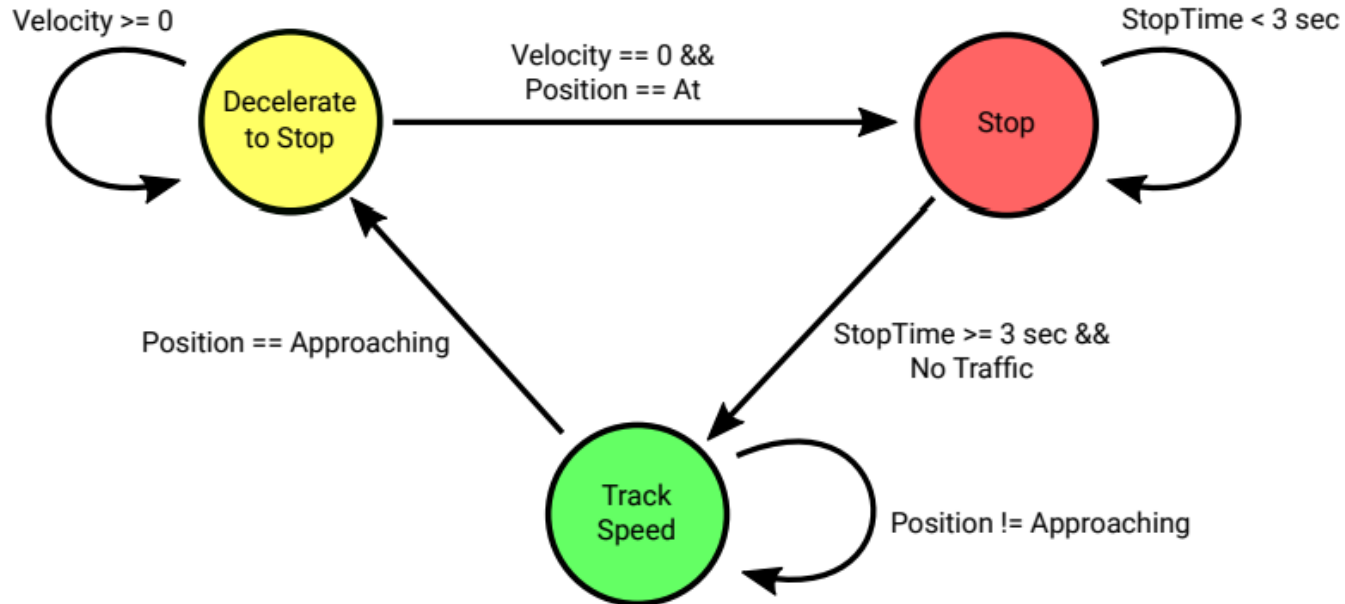 Velocity >= 0
StopTime < 3 sec
Velocity == 0 &&
Position == At
Decelerate
to Stop
Stop
Position == Approaching
StopTime >= 3 sec &&
No Traffic
Track
Speed
Position != Approaching